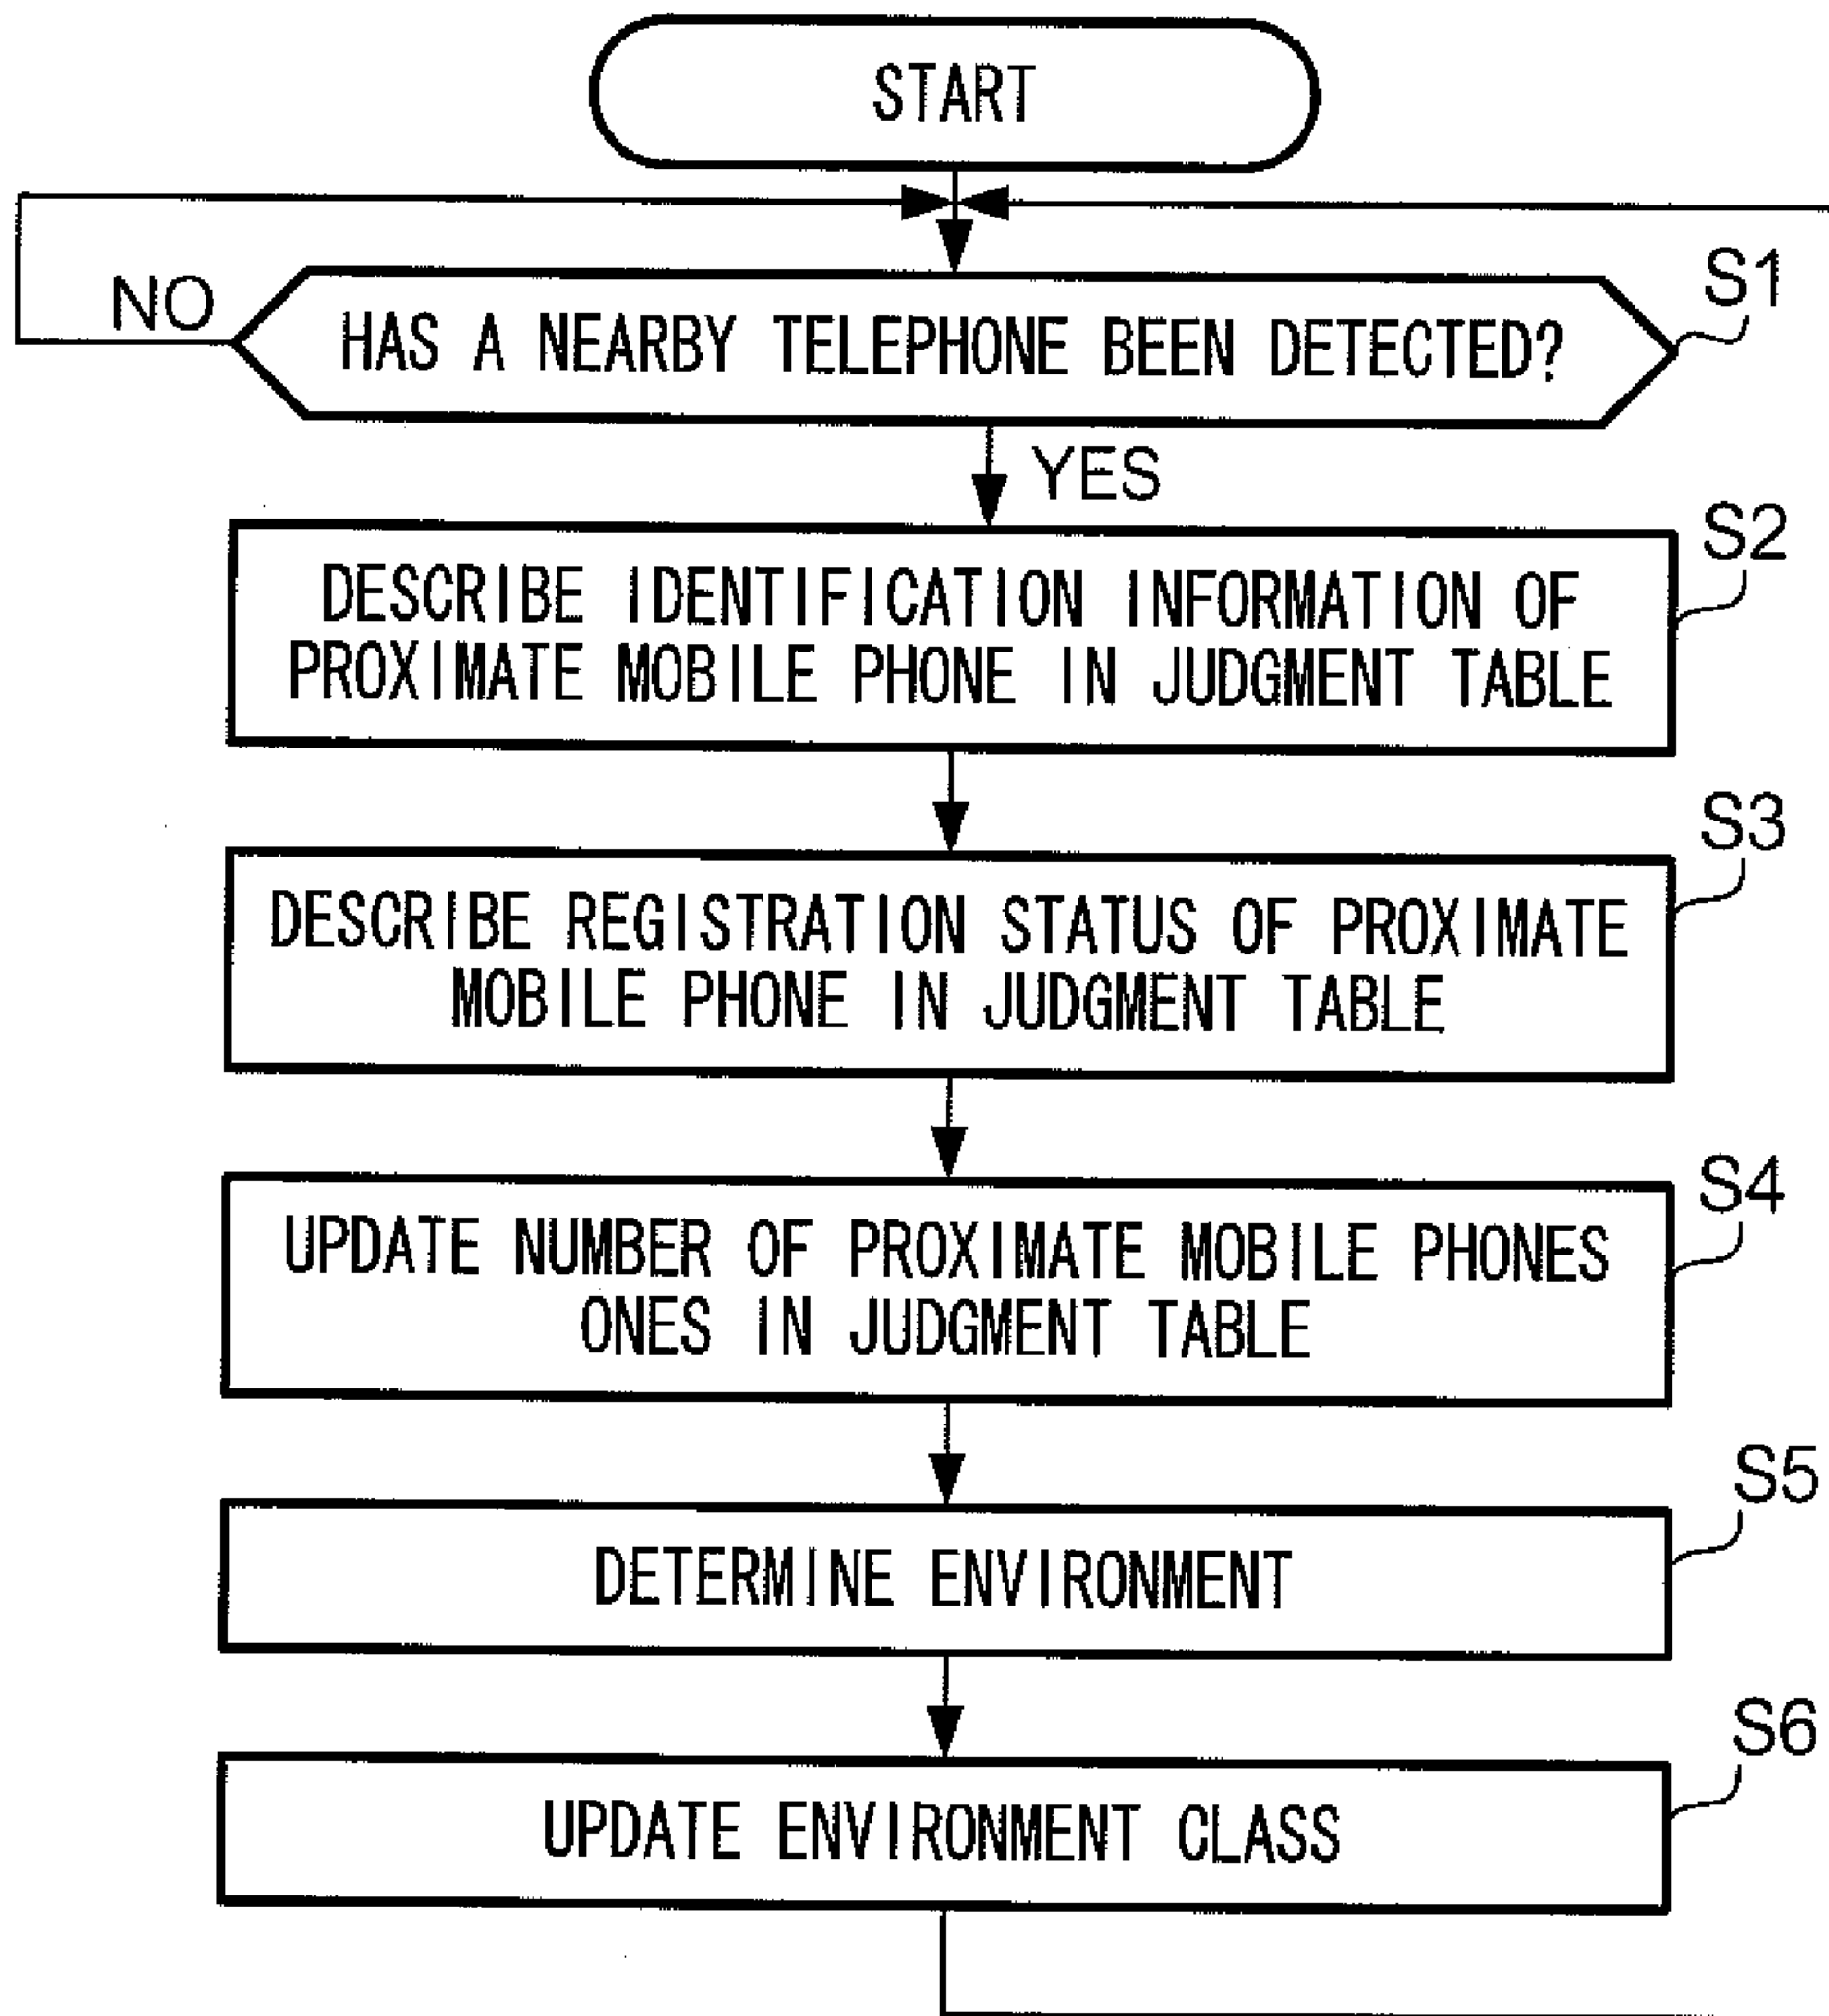 START
NO
HAS A NEARBY TELEPHONE BEEN DETECTED?
S1
YES
S2
DESCRIBE IDENTIFICATION INFORMATION OF
PROXIMATE MOBILE PHONE IN JUDGMENT TABLE
S3
DESCRIBE REGISTRATION STATUS OF PROXIMATE
MOBILE PHONE IN JUDGMENT TABLE
S4
UPDATE NUMBER OF PROXIMATE MOBILE PHONES
ONES IN JUDGMENT TABLE
S5
DETERMINE ENVIRONMENT
S6
UPDATE ENVIRONMENT CLASS